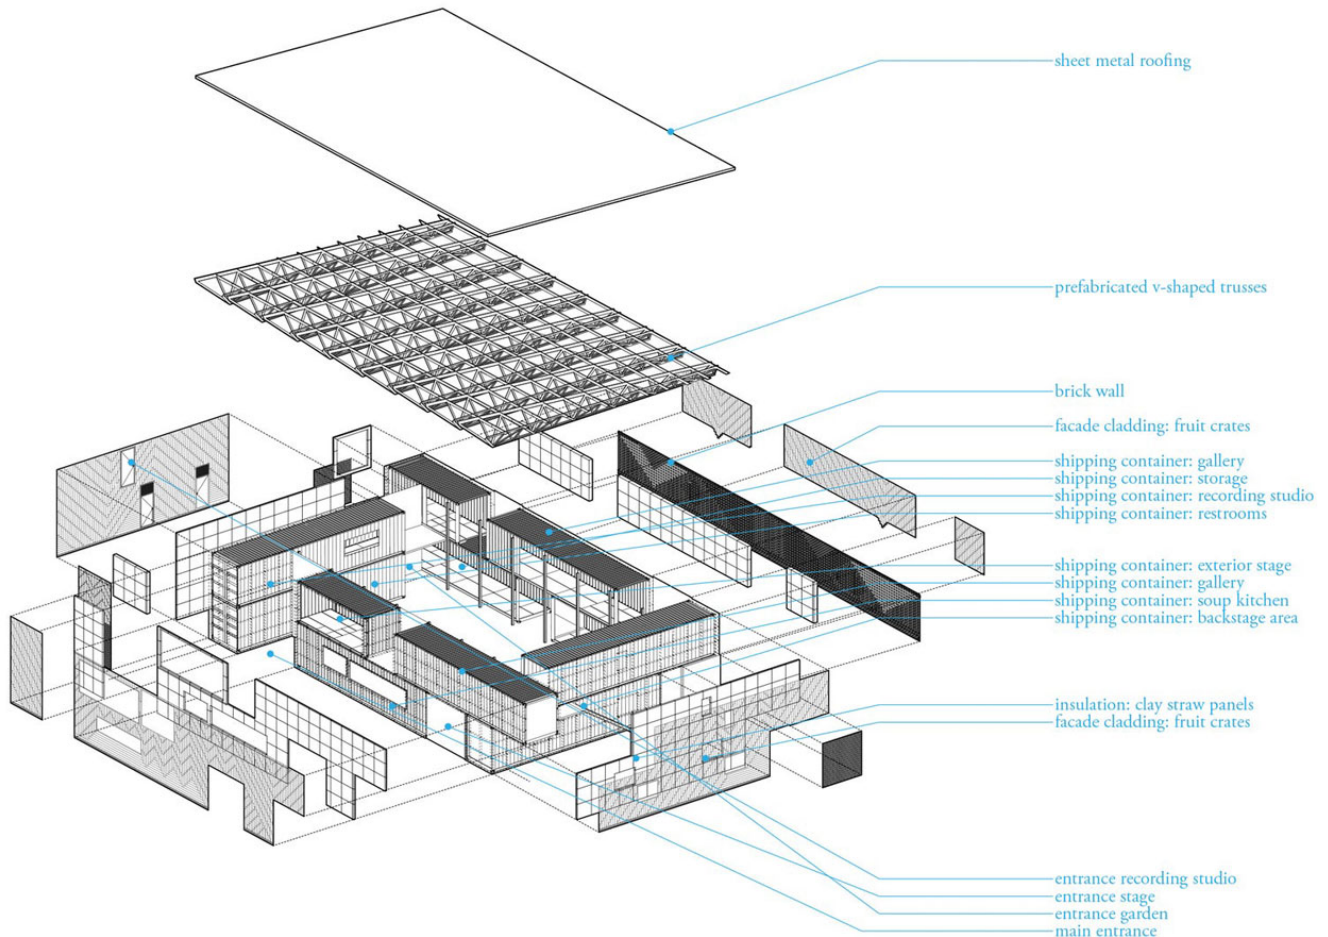 sheet metal roofing
prefabricated v-shaped trusses
brick wall
facade cladding: fruit crates
shipping container: gallery
shipping container: storage
shipping container: recording studio
shipping container: restrooms
shipping container: exterior stage
shipping container: gallery
shipping container: soup kitchen
shipping container: backstage area
insulation: clay straw panels
facade cladding: fruit crates
entrance recording studio
entrance stage
entrance garden
main entrance